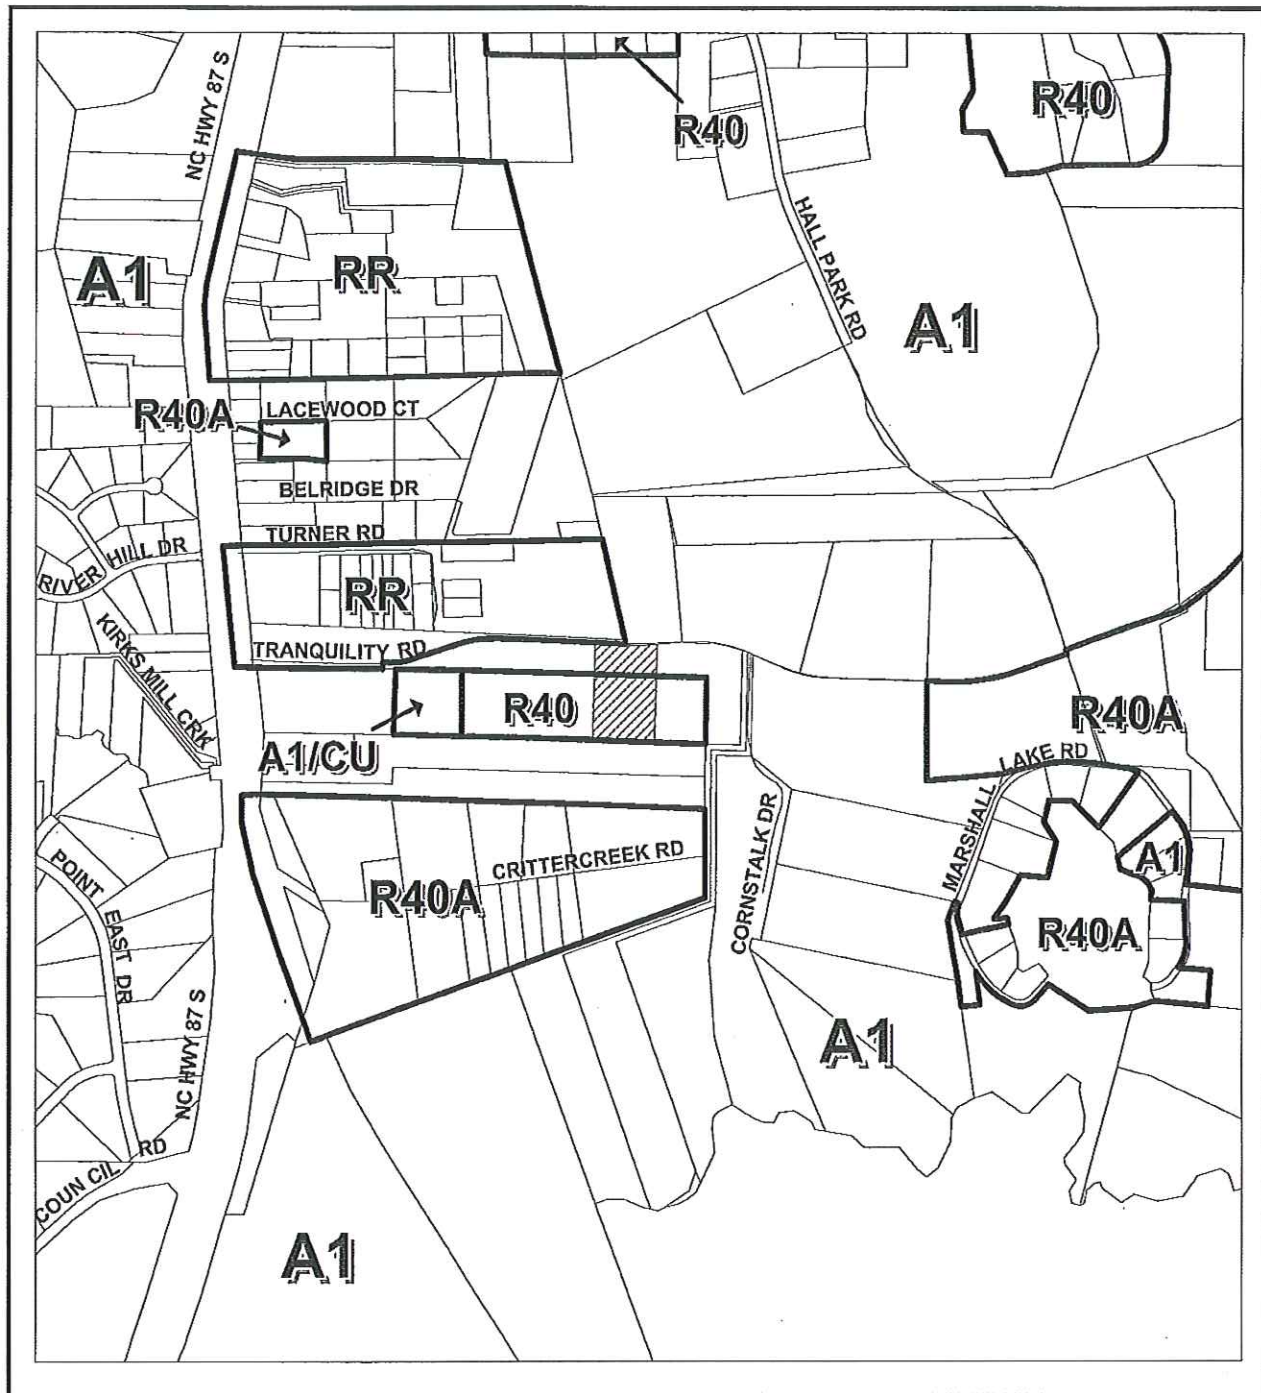 R40
R40
NC HWY 87 S
HALL PARK RD
A1
RR
A1
R40A
LACEWOOD CT
BELRIDGE DR
TURNER RD
RIVER HILL DR
RR
KIRKS MILL CRK
TRANQUILITY RD
R40
R40A
A1/CU
LAKE RD
MARSHALL
CORNSTALK DR
CRITTERCREEK RD
A1
POINT EAST DR
R40A
R40A
NC HWY 87 S
A1
COUN CIL RD
A1